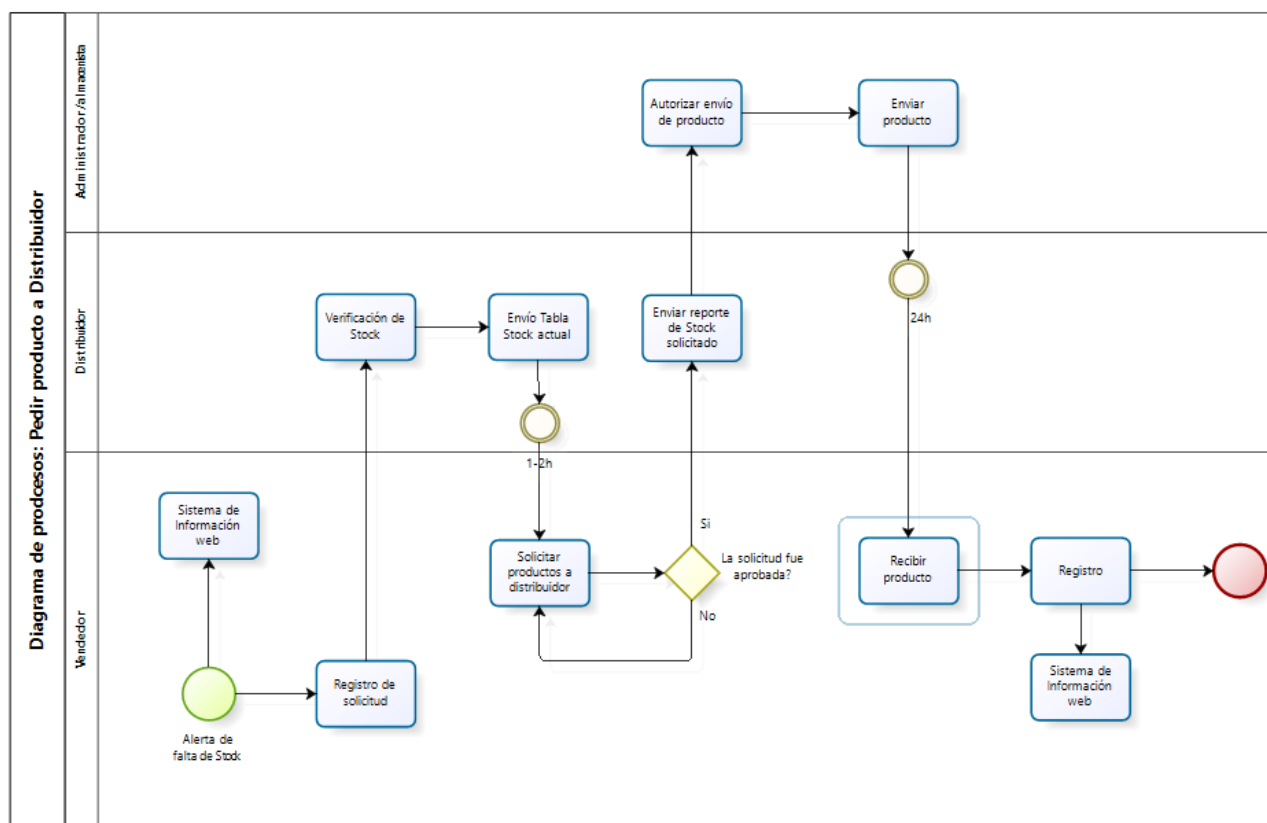 Diagrama de prodcesos: Pedir producto a Distribuidor
Administrador/almacenista
Autorizar envío
de producto
Enviar
producto
Distribuidor
Verificación de
Stock
Envío Tabla
Stock actual
Enviar reporte
de Stock
solicitado
24h
1-2h
Vendedor
Sistema de
Información
web
Solicitar
productos a
distribuidor
Si
La solicitud fue
aprobada?
No
Recibir
producto
Registro
Registro de
solicitud
Sistema de
Información
web
Alerta de
falta de Stock